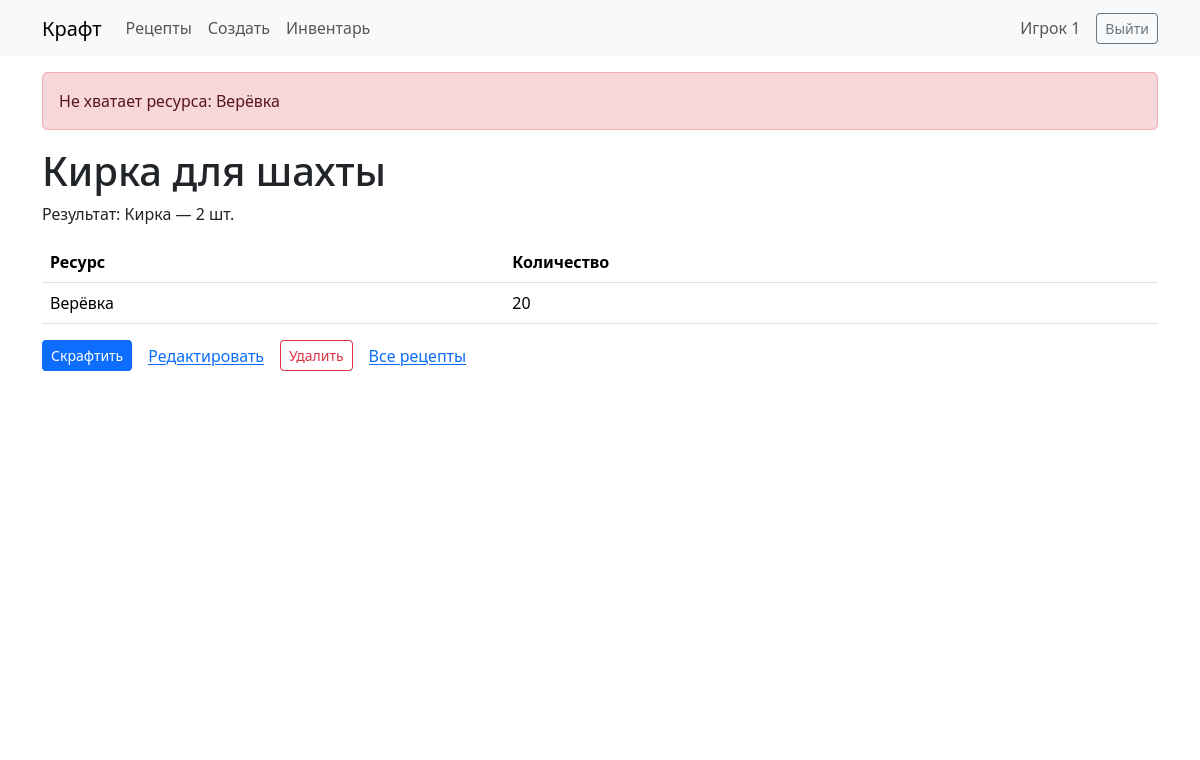 Крафт Рецепты Создать Инвентарь Игрок 1 Выйти
Не хватает ресурса: Верёвка
Кирка для шахты
Результат: Кирка — 2 шт.
Ресурс Количество
Верёвка 20
Скрафтить Редактировать Удалить Все рецепты